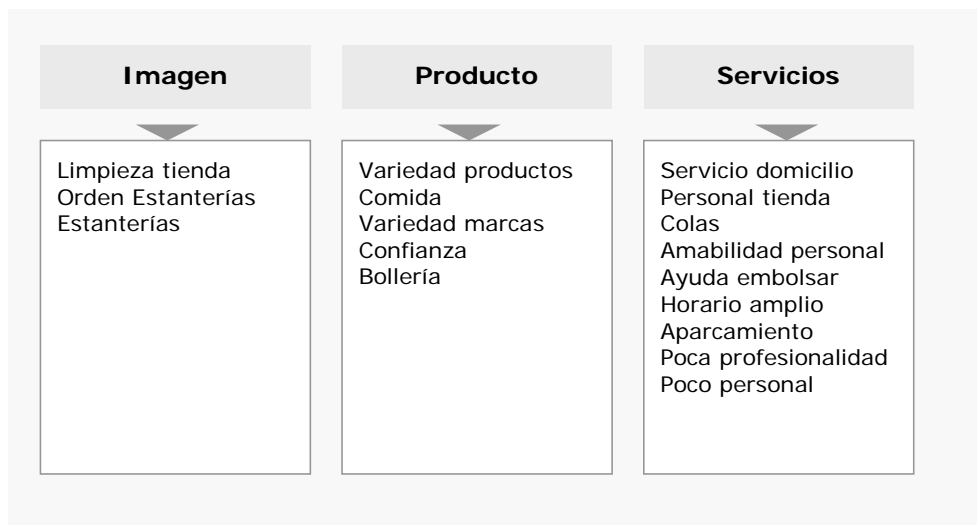 Imagen
Limpieza tienda
Orden Estanterías
Estanterías
Producto
Variedad productos
Comida
Variedad marcas
Confianza
Bollería
Servicios
Servicio domicilio
Personal tienda
Colas
Amabilidad personal
Ayuda embolsar
Horario amplio
Aparcamiento
Poca profesionalidad
Poco personal